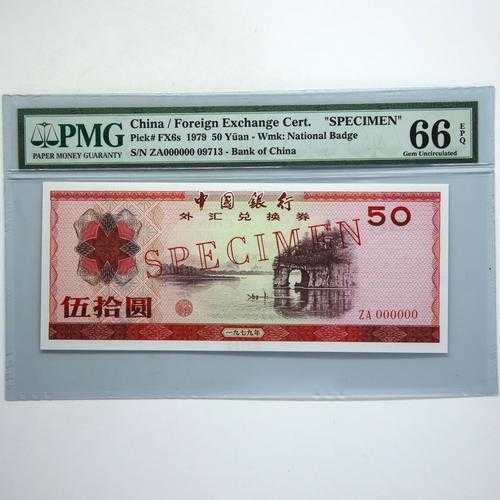 PMG
PAPER MONEY GUARANTY
China / Foreign Exchange Cert. "SPECIMEN"
Pick# FX6s 1979 50 Yüan - Wmk: National Badge
S/N ZA000000 09713 - Bank of China
66 EPQ
Gem Uncirculated
中国银行
外汇兑换券
50
SPECIMEN
伍拾圆
一九七九年
ZA 000000